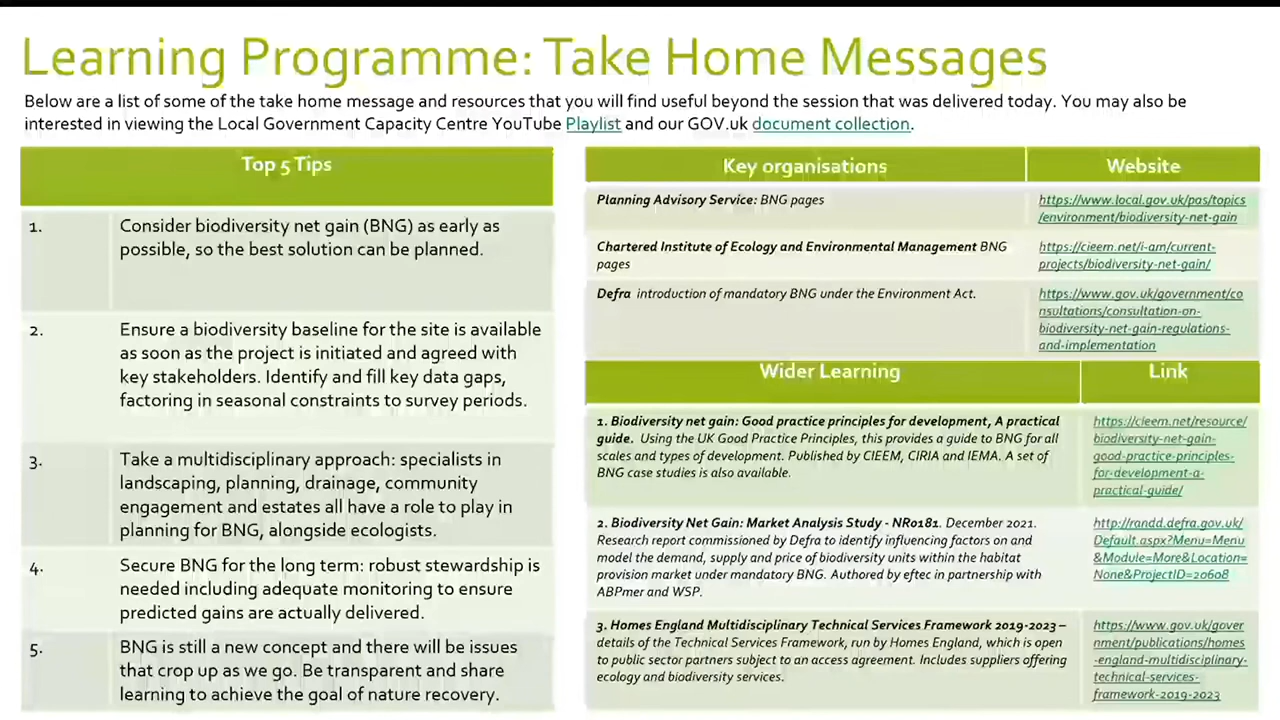 Learning Programme: Take Home Messages
Below are a list of some of the take home message and resources that you will find useful beyond the session that was delivered today. You may also be
interested in viewing the Local Government Capacity Centre YouTube Playlist and our GOV.uk document collection.
Top 5 Tips
1.
Consider biodiversity net gain (BNG) as early as
possible, so the best solution can be planned.
2.
Ensure a biodiversity baseline for the site is available
as soon as the project is initiated and agreed with
key stakeholders. Identify and fill key data gaps,
factoring in seasonal constraints to survey periods.
3.
Take a multidisciplinary approach: specialists in
landscaping, planning, drainage, community
engagement and estates all have a role to play in
planning for BNG, alongside ecologists.
4.
Secure BNG for the long term: robust stewardship is
needed including adequate monitoring to ensure
predicted gains are actually delivered.
5.
BNG is still a new concept and there will be issues
that crop up as we go. Be transparent and share
learning to achieve the goal of nature recovery.
Key organisations
Website
Planning Advisory Service: BNG pages
https://www.local.gov.uk/pas/topics
/environment/biodiversity-net-gain
Chartered Institute of Ecology and Environmental Management BNG
pages
https://cieem.net/i-am/current-
projects/biodiversity-net-gain/
Defra introduction of mandatory BNG under the Environment Act.
https://www.gov.uk/government/co
nsultations/consultation-on-
biodiversity-net-gain-regulations-
and-implementation
Wider Learning
Link
1. Biodiversity net gain: Good practice principles for development, A practical
guide. Using the UK Good Practice Principles, this provides a guide to BNG for all
scales and types of development. Published by CIEEM, CIRIA and IEMA. A set of
BNG case studies is also available.
https://cieem.net/resource/
biodiversity-net-gain-
good-practice-principles-
for-development-a-
practical-guide/
2. Biodiversity Net Gain: Market Analysis Study - NR0181. December 2021.
Research report commissioned by Defra to identify influencing factors on and
model the demand, supply and price of biodiversity units within the habitat
provision market under mandatory BNG. Authored by eftec in partnership with
ABPmer and WSP.
http://randd.defra.gov.uk/
Default.aspx?Menu=Menu
&Module=More&Location=
None&ProjectID=20608
3. Homes England Multidisciplinary Technical Services Framework 2019-2023 –
details of the Technical Services Framework, run by Homes England, which is open
to public sector partners subject to an access agreement. Includes suppliers offering
ecology and biodiversity services.
https://www.gov.uk/gover
nment/publications/homes
-england-multidisciplinary-
technical-services-
framework-2019-2023